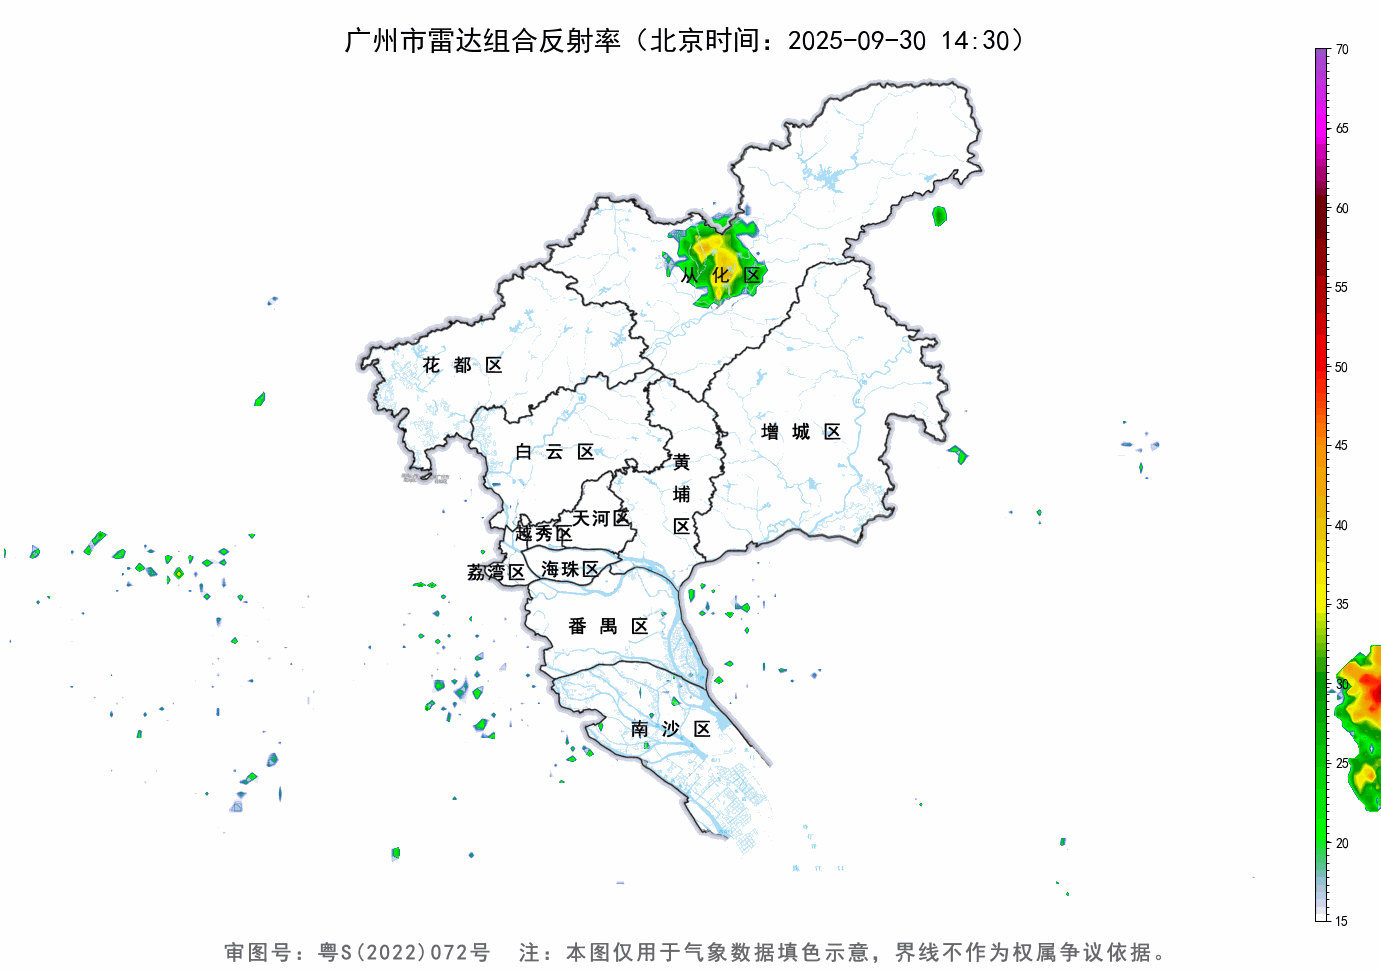 广州市雷达组合反射率（北京时间：2025-09-30 14:30）
70
65
60
55
50
45
40
35
30
25
20
15
从化区
花都区
增城区
白云区
黄埔区
天河区
越秀区
荔湾区
海珠区
番禺区
南沙区
审图号：粤S(2022)072号 注：本图仅用于气象数据填色示意，界线不作为权属争议依据。